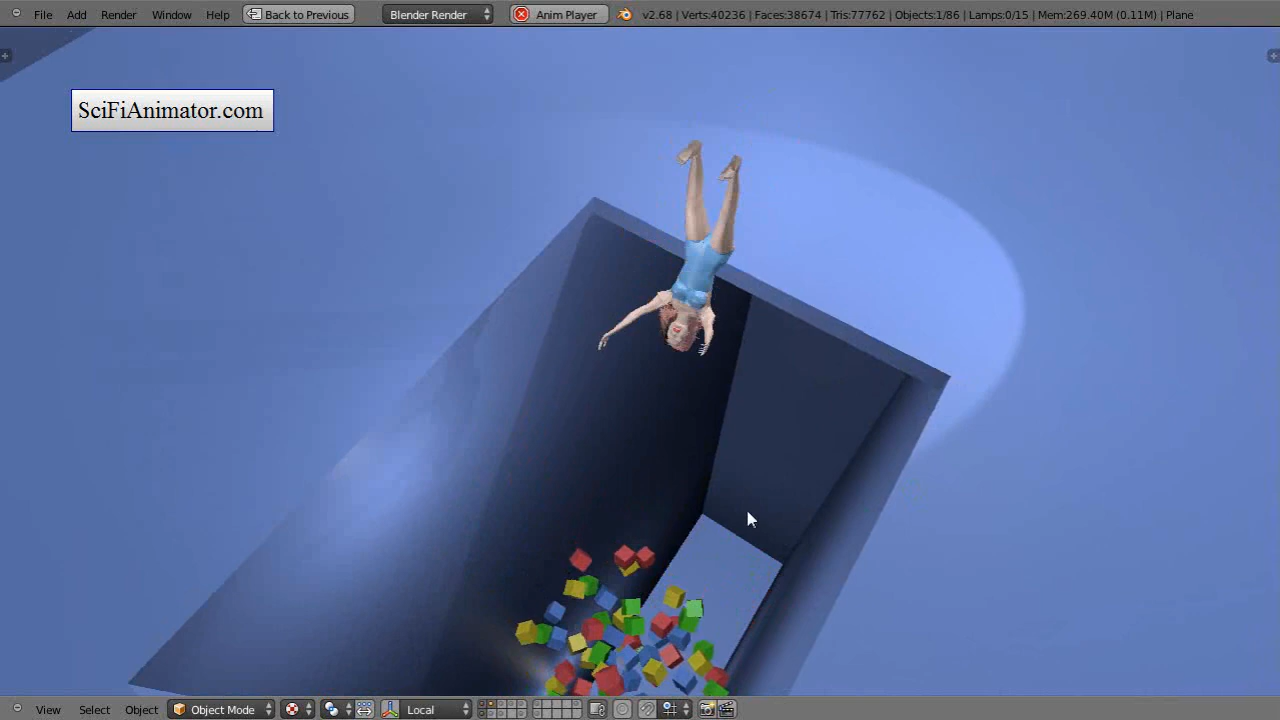 File Add Render Window Help Back to Previous Blender Render Anim Player v2.68 | Verts:40236 | Faces:38674 | Tris:77762 | Objects:1/86 | Lamps:0/15 | Mem:269.40M (0.11M) | Plane
SciFiAnimator.com
View Select Object Object Mode Local